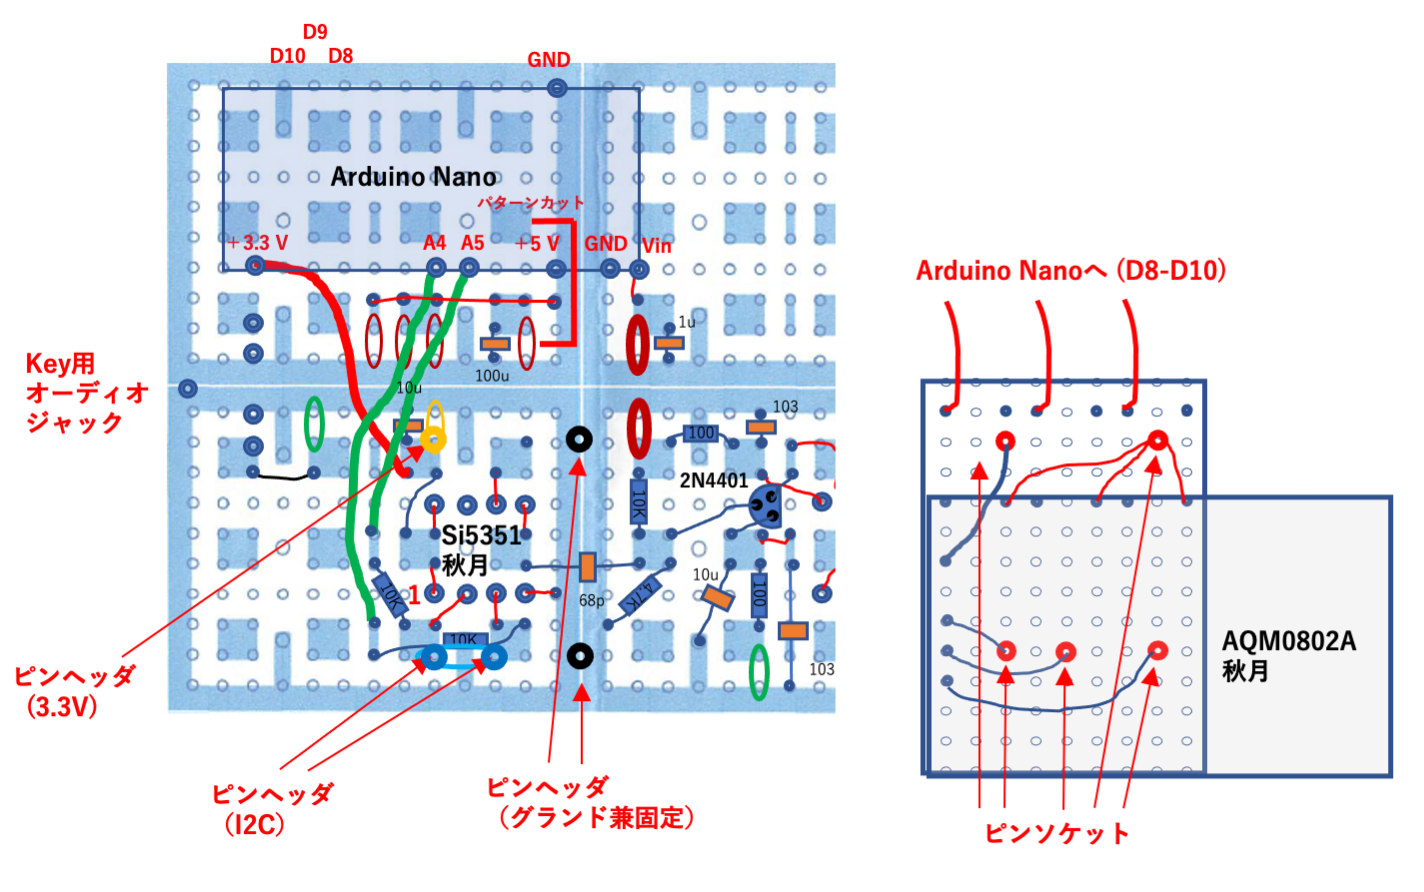 D9
D10 D8
GND
Arduino Nano
パターンカット
＋3.3 V
A4
A5
＋5 V
GND
Vin
1u
100u
10u
Key用
オーディオ
ジャック
103
100
2N4401
10K
Si5351
秋月
1
10K
68p
4.7K
10u
100
10K
103
ピンヘッダ
（3.3V）
ピンヘッダ
（I2C）
ピンヘッダ
（グランド兼固定）
Arduino Nanoへ (D8-D10)
AQM0802A
秋月
ピンソケット